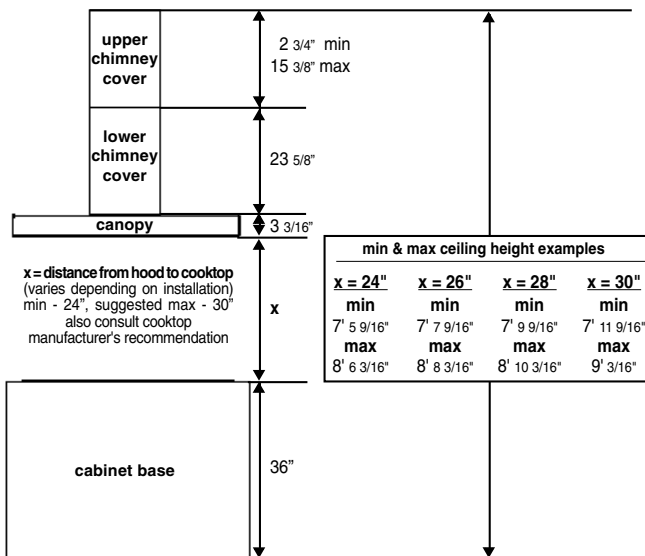 upper
chimney
cover
2 3/4" min
15 3/8" max
lower
chimney
cover
23 5/8"
canopy
3 3/16"
x = distance from hood to cooktop
(varies depending on installation)
min - 24", suggested max - 30"
also consult cooktop
manufacturer's recommendation
x
min & max ceiling height examples
x = 24" x = 26" x = 28" x = 30"
min min min min
7' 5 9/16" 7' 7 9/16" 7' 9 9/16" 7' 11 9/16"
max max max max
8' 6 3/16" 8' 8 3/16" 8' 10 3/16" 9' 3/16"
cabinet base
36"